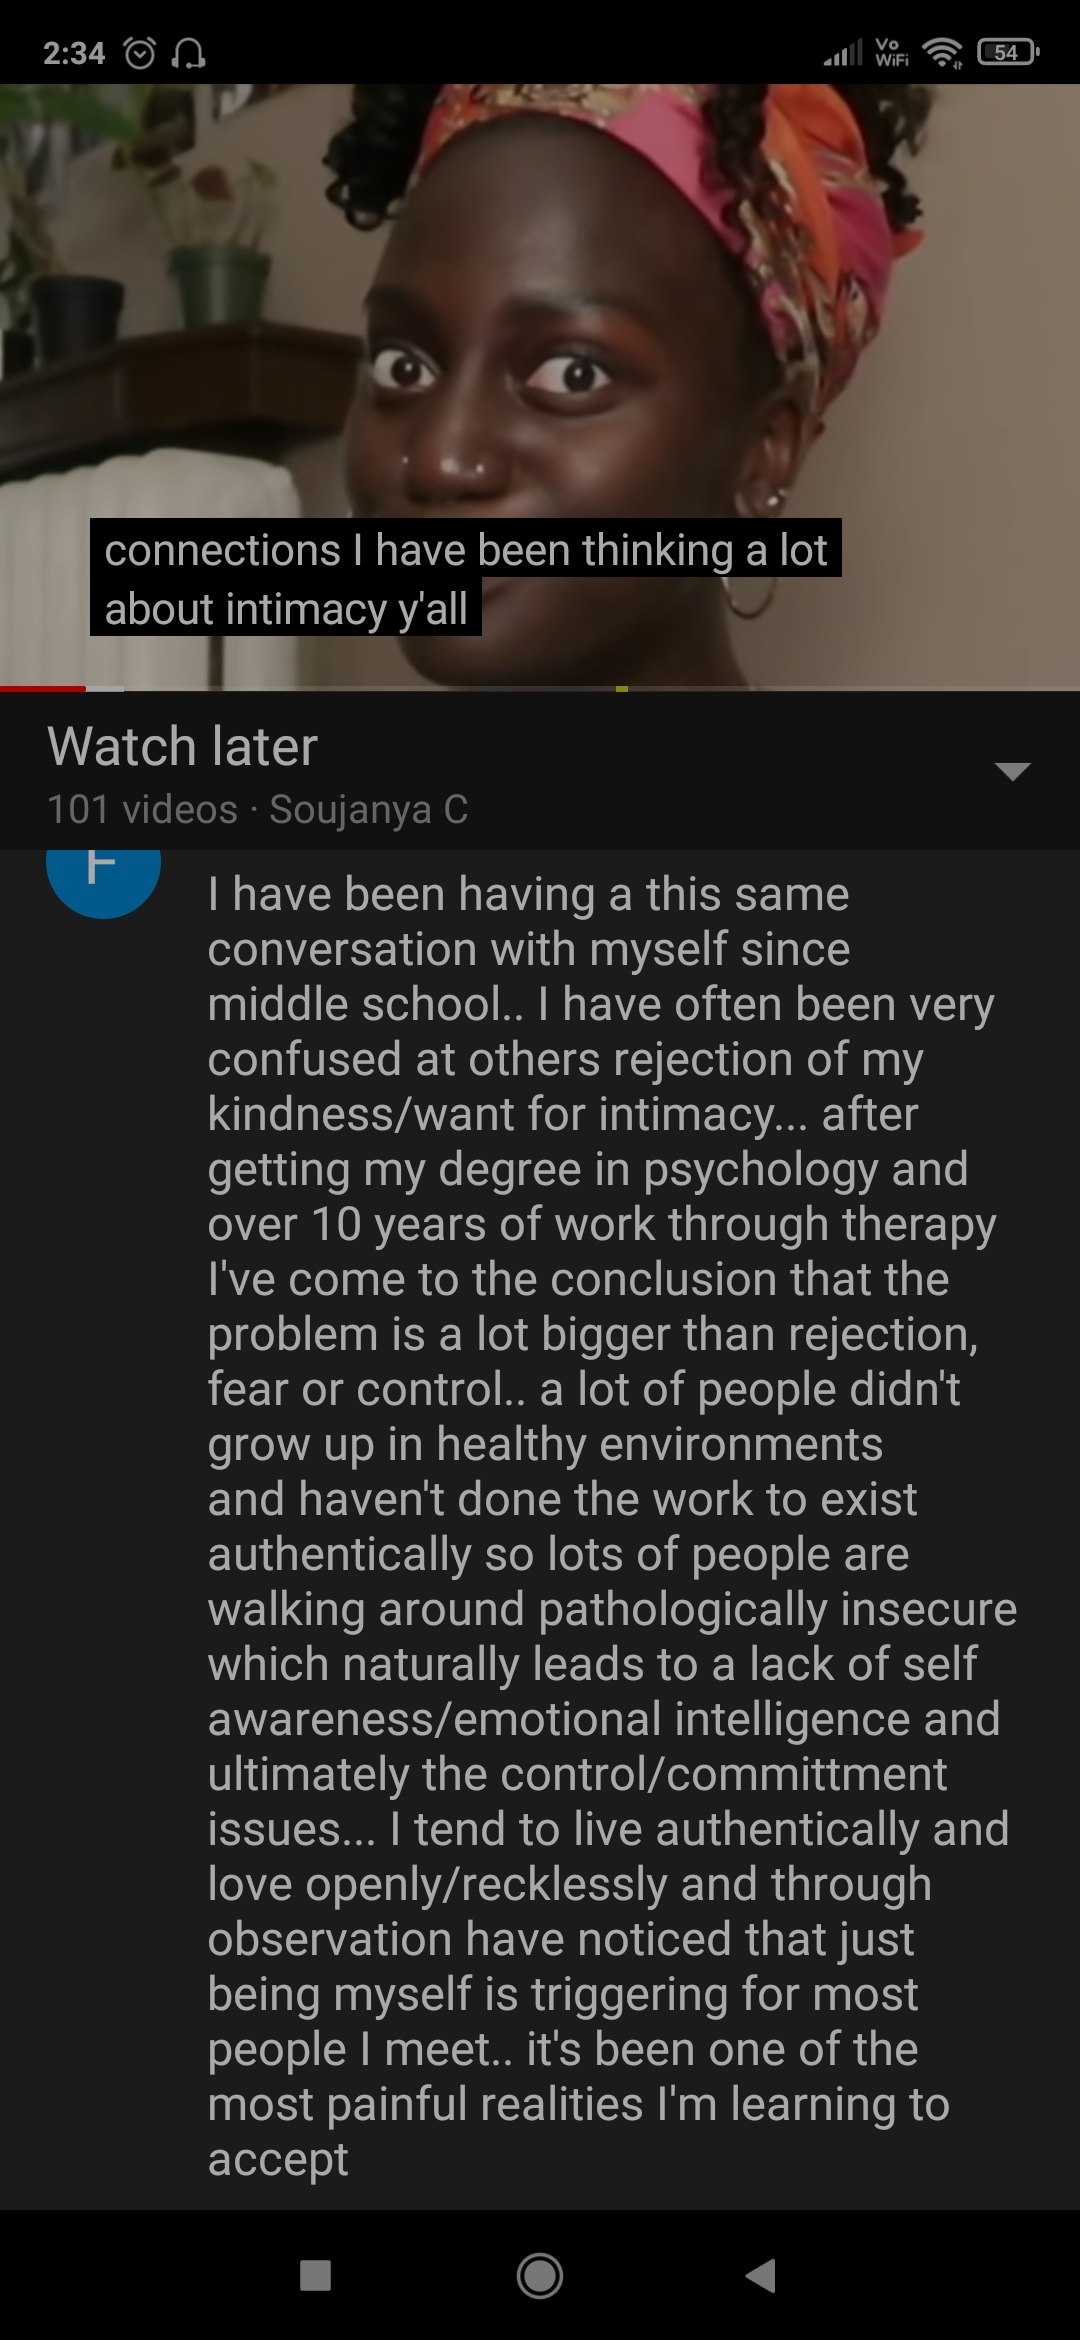 2:34
Vo
WiFi
54
connections I have been thinking a lot
about intimacy y'all
Watch later
101 videos · Soujanya C
F
I have been having a this same
conversation with myself since
middle school.. I have often been very
confused at others rejection of my
kindness/want for intimacy... after
getting my degree in psychology and
over 10 years of work through therapy
I've come to the conclusion that the
problem is a lot bigger than rejection,
fear or control.. a lot of people didn't
grow up in healthy environments
and haven't done the work to exist
authentically so lots of people are
walking around pathologically insecure
which naturally leads to a lack of self
awareness/emotional intelligence and
ultimately the control/committment
issues... I tend to live authentically and
love openly/recklessly and through
observation have noticed that just
being myself is triggering for most
people I meet.. it's been one of the
most painful realities I'm learning to
accept